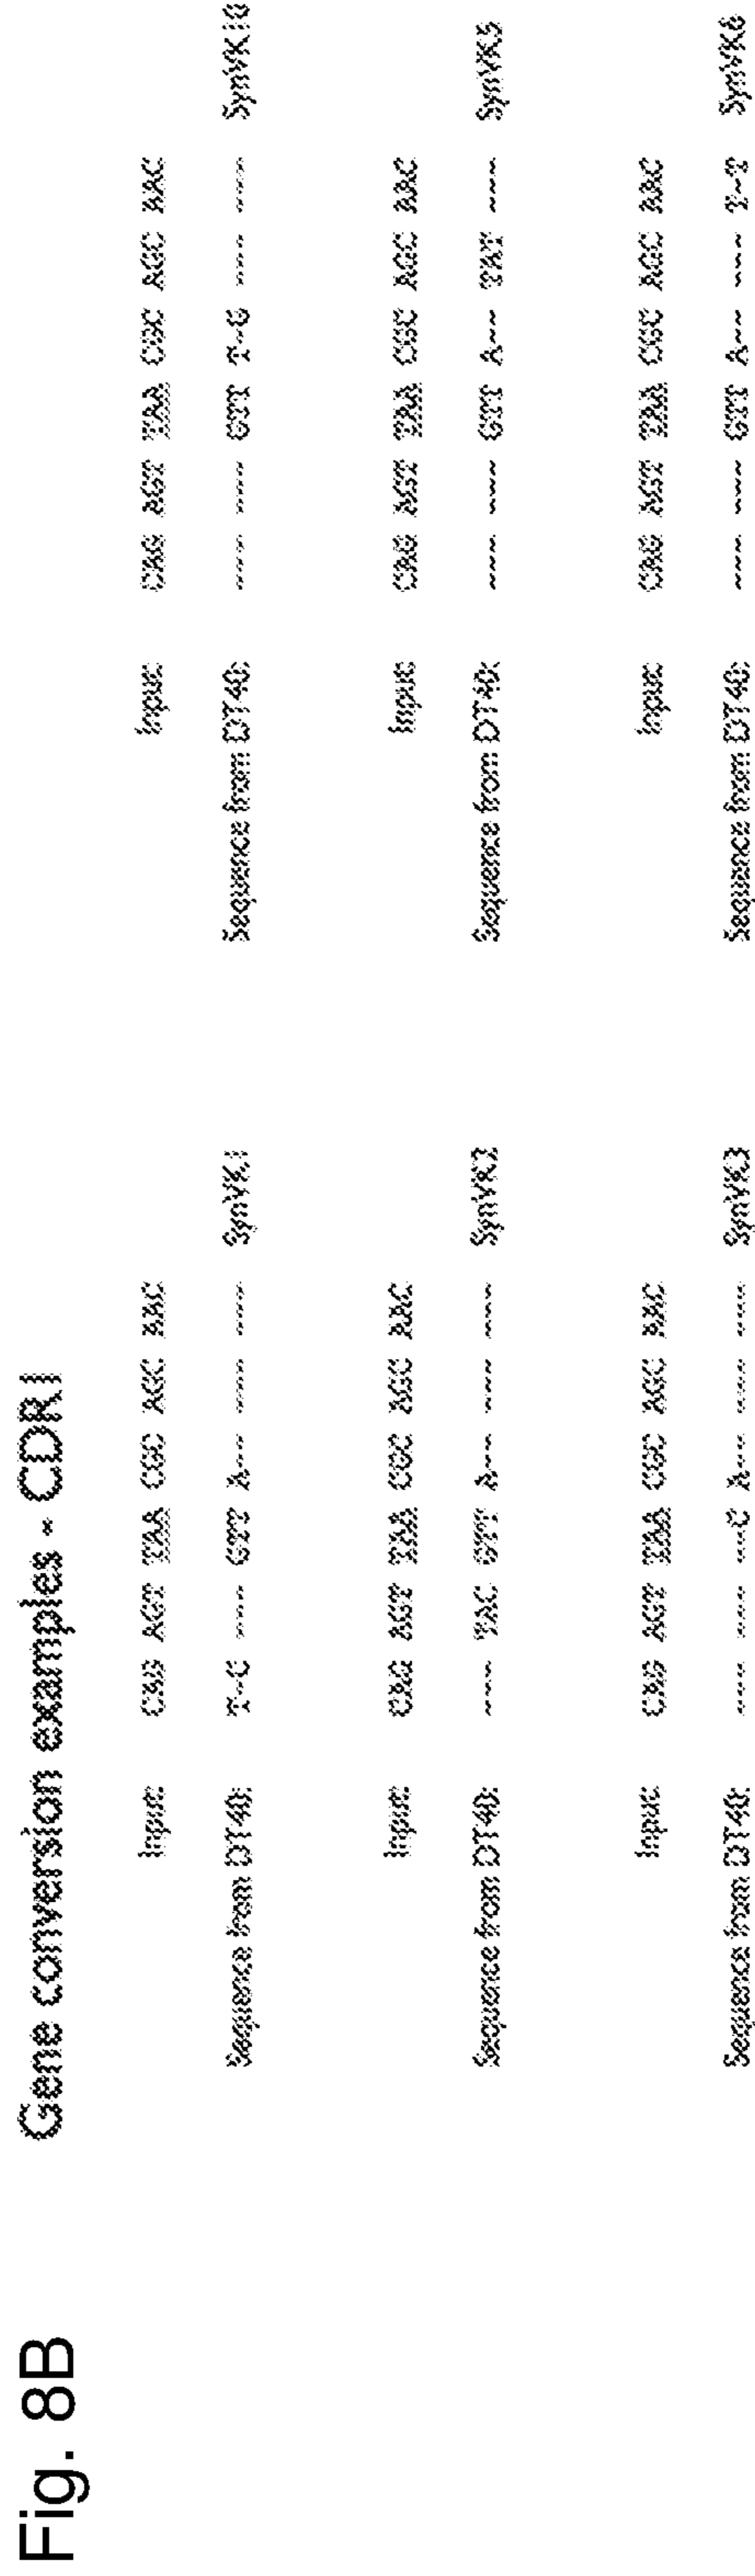 Fig. 8B
Gene conversion examples - CDR1
Input: CAG AGT TAA CGC AGC AAC
Sequence from DT40: T-C --- GTT A-- --- --- SynVK1
Input: CAG AGT TAA CGC AGC AAC
Sequence from DT40: --- TAC GTT A-- --- --- SynVK2
Input: CAG AGT TAA CGC AGC AAC
Sequence from DT40: --- --- --C A-- --- --- SynVK3
Input: CAG AGT TAA CGC AGC AAC
Sequence from DT40: --- --- GTT T-G --- --- SynVK10
Input: CAG AGT TAA CGC AGC AAC
Sequence from DT40: --- --- GTT A-- TAT --- SynVK5
Input: CAG AGT TAA CGC AGC AAC
Sequence from DT40: --- --- GTT A-- --- T-T SynVK6